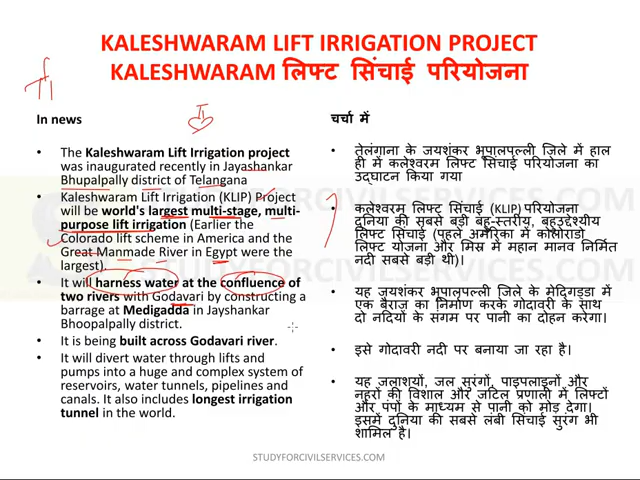 KALESHWARAM LIFT IRRIGATION PROJECT
KALESHWARAM लिफ्ट सिंचाई परियोजना
In news
• The Kaleshwaram Lift Irrigation project
was inaugurated recently in Jayashankar
Bhupalpally district of Telangana
• Kaleshwaram Lift Irrigation (KLIP) Project
will be world's largest multi-stage, multi-
purpose lift irrigation (Earlier the
Colorado lift scheme in America and the
Great Manmade River in Egypt were the
largest).
• It will harness water at the confluence of
two rivers with Godavari by constructing a
barrage at Medigadda in Jayshankar
Bhoopalpally district.
• It is being built across Godavari river.
• It will divert water through lifts and
pumps into a huge and complex system of
reservoirs, water tunnels, pipelines and
canals. It also includes longest irrigation
tunnel in the world.
चर्चा में
• तेलंगाना के जयशंकर भूपालपल्ली जिले में हाल
ही में कलेश्वरम लिफ्ट सिंचाई परियोजना का
उद्घाटन किया गया
• कलेश्वरम लिफ्ट सिंचाई (KLIP) परियोजना
दुनिया की सबसे बड़ी बहु-स्तरीय, बहुउद्देश्यीय
लिफ्ट सिंचाई (पहले अमेरिका में कोलोराडो
लिफ्ट योजना और मिस्र में महान मानव निर्मित
नदी सबसे बड़ी थी)।
• यह जयशंकर भूपालपल्ली जिले के मेदिगड्डा में
एक बैराज का निर्माण करके गोदावरी के साथ
दो नदियों के संगम पर पानी का दोहन करेगा।
• इसे गोदावरी नदी पर बनाया जा रहा है।
• यह जलाशयों, जल सुरंगों, पाइपलाइनों और
नहरों की विशाल और जटिल प्रणाली में लिफ्टों
और पंपों के माध्यम से पानी को मोड़ देगा।
इसमें दुनिया की सबसे लंबी सिंचाई सुरंग भी
शामिल है।
STUDYFORCIVILSERVICES.COM